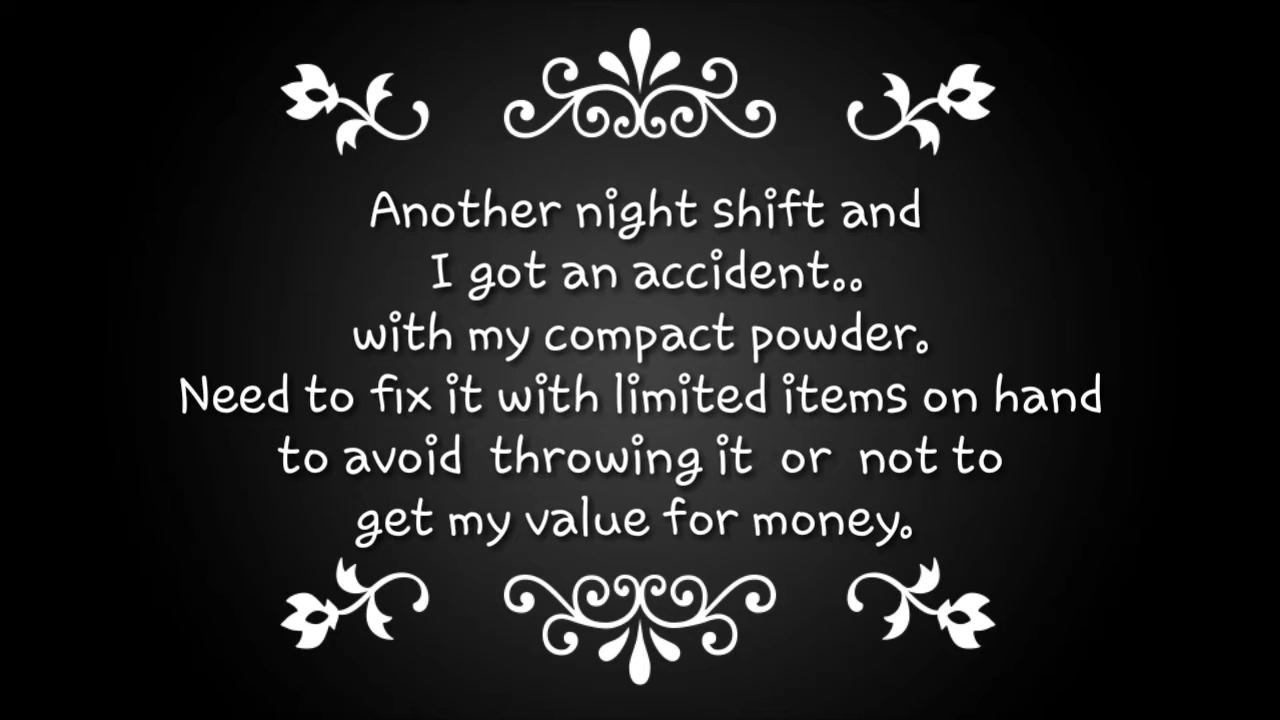 Another night shift and
I got an accident..
with my compact powder.
Need to fix it with limited items on hand
to avoid throwing it or not to
get my value for money.